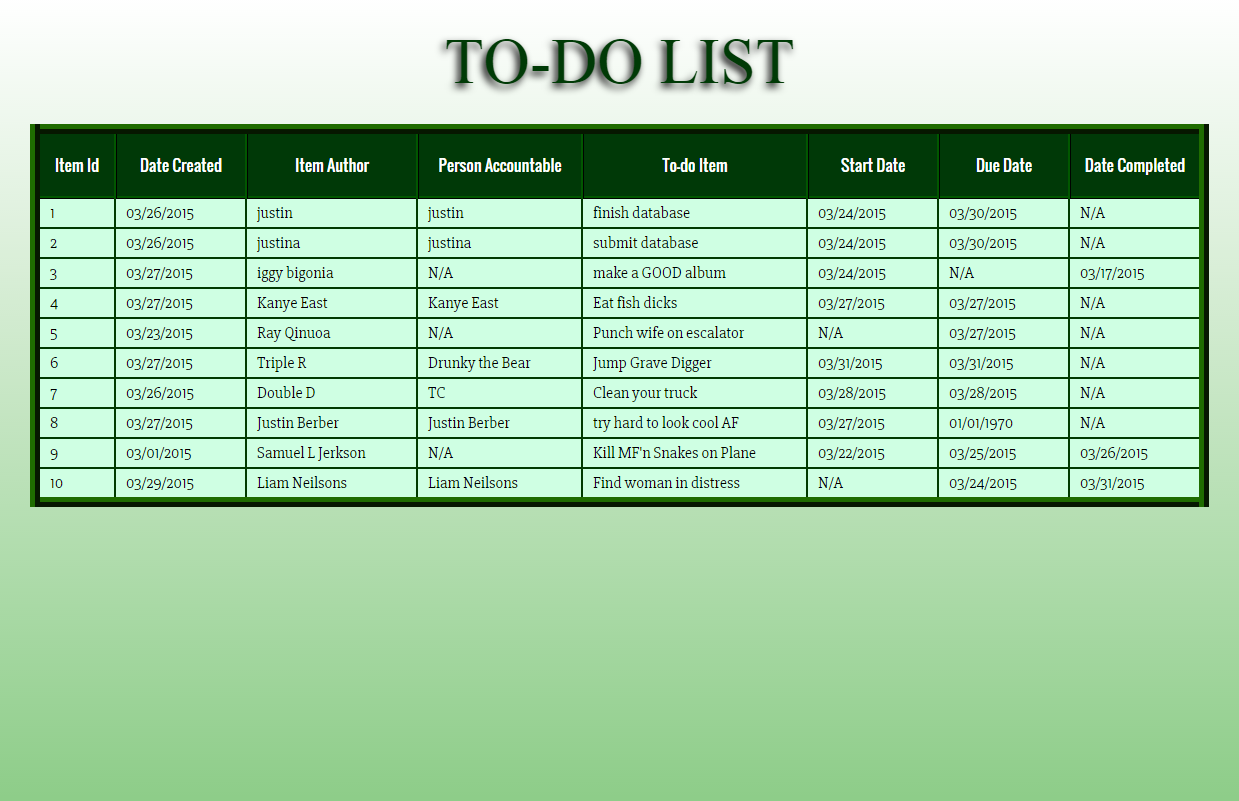 TO-DO LIST
Item Id Date Created Item Author Person Accountable To-do Item Start Date Due Date Date Completed
1 03/26/2015 justin justin finish database 03/24/2015 03/30/2015 N/A
2 03/26/2015 justina justina submit database 03/24/2015 03/30/2015 N/A
3 03/27/2015 iggy bigonia N/A make a GOOD album 03/24/2015 N/A 03/17/2015
4 03/27/2015 Kanye East Kanye East Eat fish dicks 03/27/2015 03/27/2015 N/A
5 03/23/2015 Ray Qinuoa N/A Punch wife on escalator N/A 03/27/2015 N/A
6 03/27/2015 Triple R Drunky the Bear Jump Grave Digger 03/31/2015 03/31/2015 N/A
7 03/26/2015 Double D TC Clean your truck 03/28/2015 03/28/2015 N/A
8 03/27/2015 Justin Berber Justin Berber try hard to look cool AF 03/27/2015 01/01/1970 N/A
9 03/01/2015 Samuel L Jerkson N/A Kill MF'n Snakes on Plane 03/22/2015 03/25/2015 03/26/2015
10 03/29/2015 Liam Neilsons Liam Neilsons Find woman in distress N/A 03/24/2015 03/31/2015